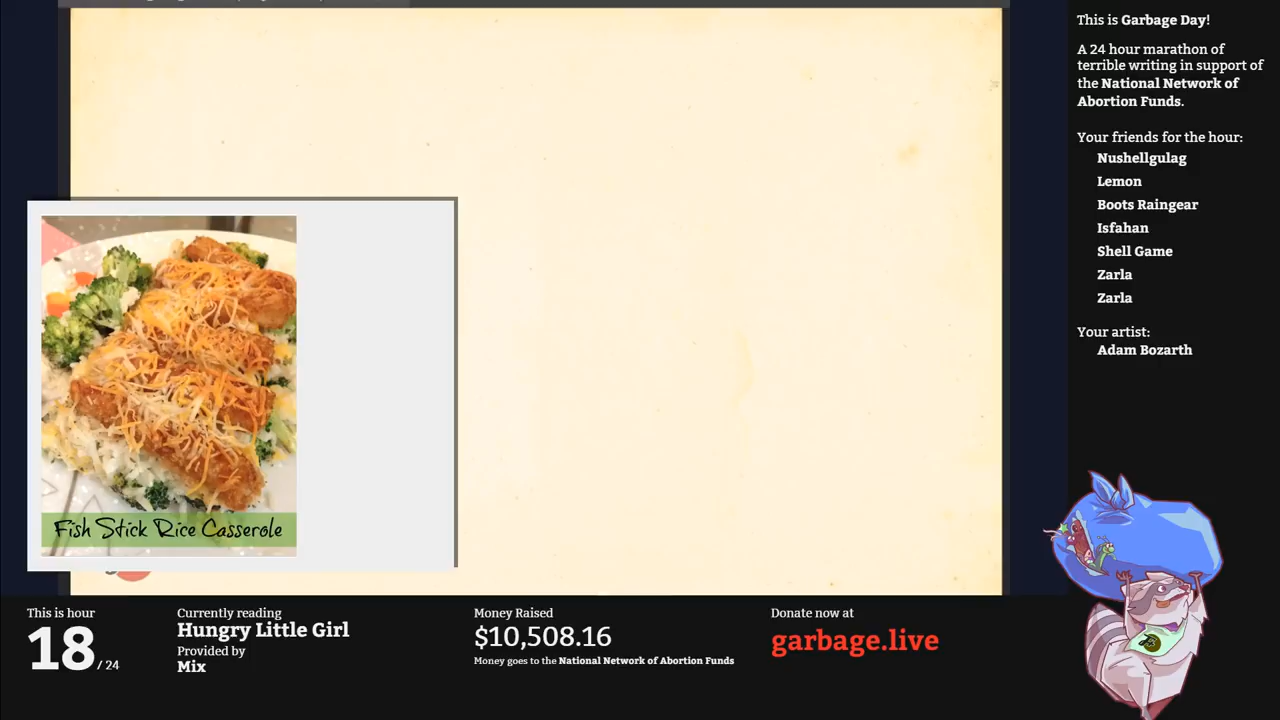 This is Garbage Day!
A 24 hour marathon of
terrible writing in support of
the National Network of
Abortion Funds.
Your friends for the hour:
Nushellgulag
Lemon
Boots Raingear
Isfahan
Shell Game
Zarla
Zarla
Your artist:
Adam Bozarth
Fish Stick Rice Casserole
This is hour
18 / 24
Currently reading
Hungry Little Girl
Provided by
Mix
Money Raised
$10,508.16
Money goes to the National Network of Abortion Funds
Donate now at
garbage.live